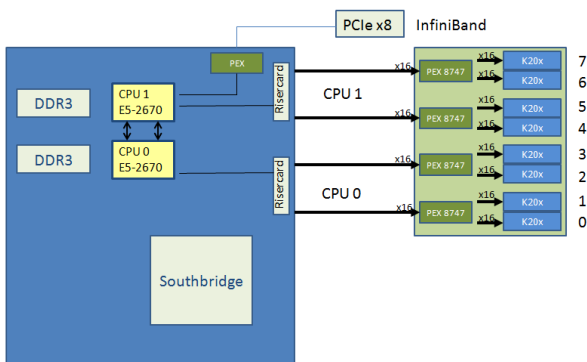 PCIe x8 InfiniBand
PEX
CPU 1
E5-2670
DDR3
CPU 0
E5-2670
DDR3
Risercard
Risercard
Southbridge
CPU 1
CPU 0
x16
PEX 8747
x16
K20x
7
x16
K20x
6
x16
PEX 8747
x16
K20x
5
x16
K20x
4
x16
PEX 8747
x16
K20x
3
x16
K20x
2
x16
PEX 8747
x16
K20x
1
x16
K20x
0